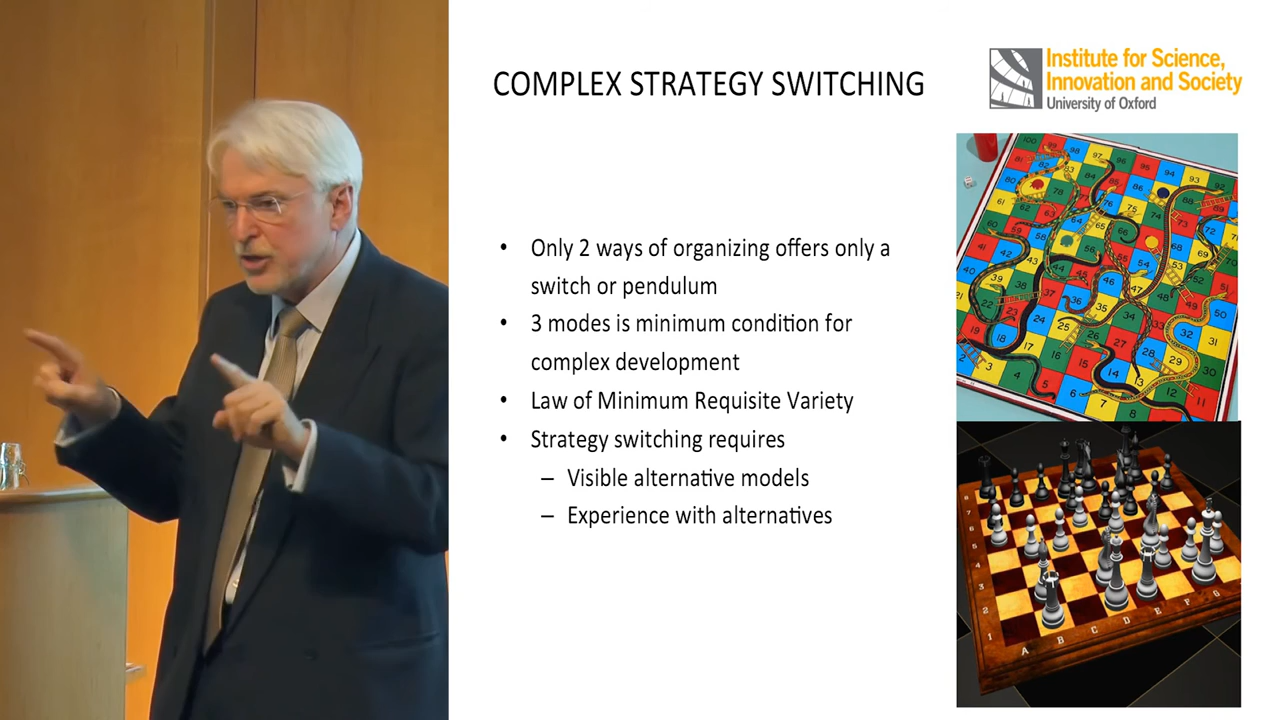 COMPLEX STRATEGY SWITCHING
Institute for Science,
Innovation and Society
University of Oxford
• Only 2 ways of organizing offers only a
switch or pendulum
• 3 modes is minimum condition for
complex development
• Law of Minimum Requisite Variety
• Strategy switching requires
– Visible alternative models
– Experience with alternatives